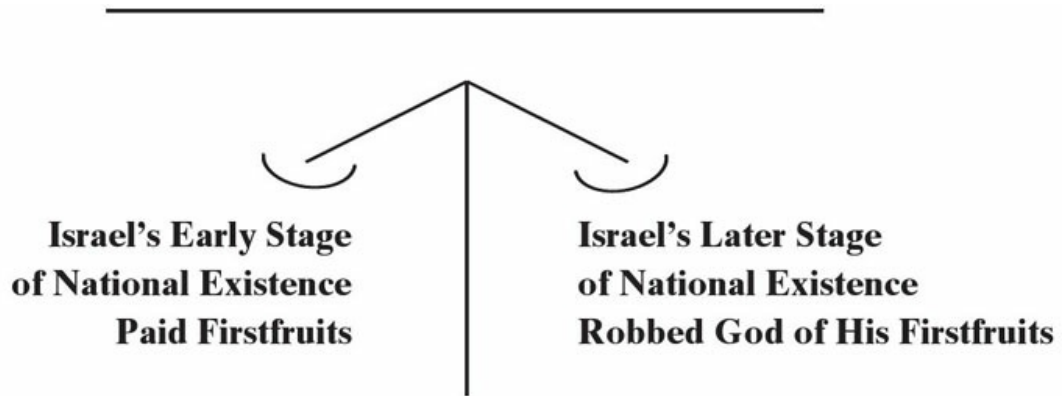 Israel’s Early Stage
of National Existence
Paid Firstfruits
Israel’s Later Stage
of National Existence
Robbed God of His Firstfruits